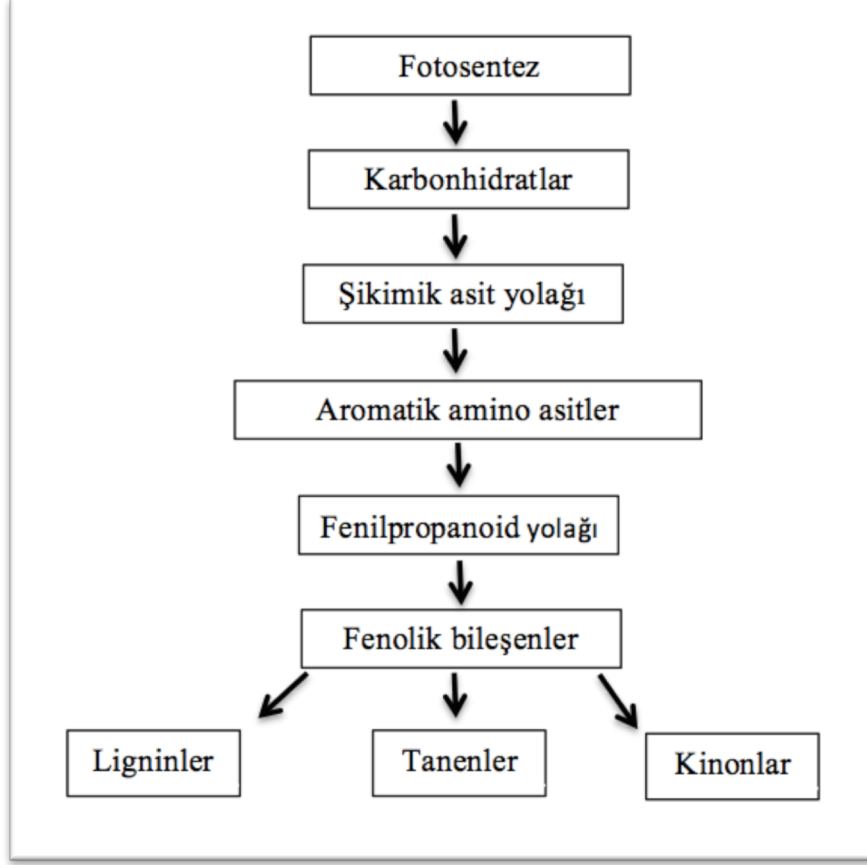 Fotosentez
Karbonhidratlar
Şikimik asit yolağı
Aromatik amino asitler
Fenilpropanoid yolağı
Fenolik bileşenler
Ligninler
Tanenler
Kinonlar